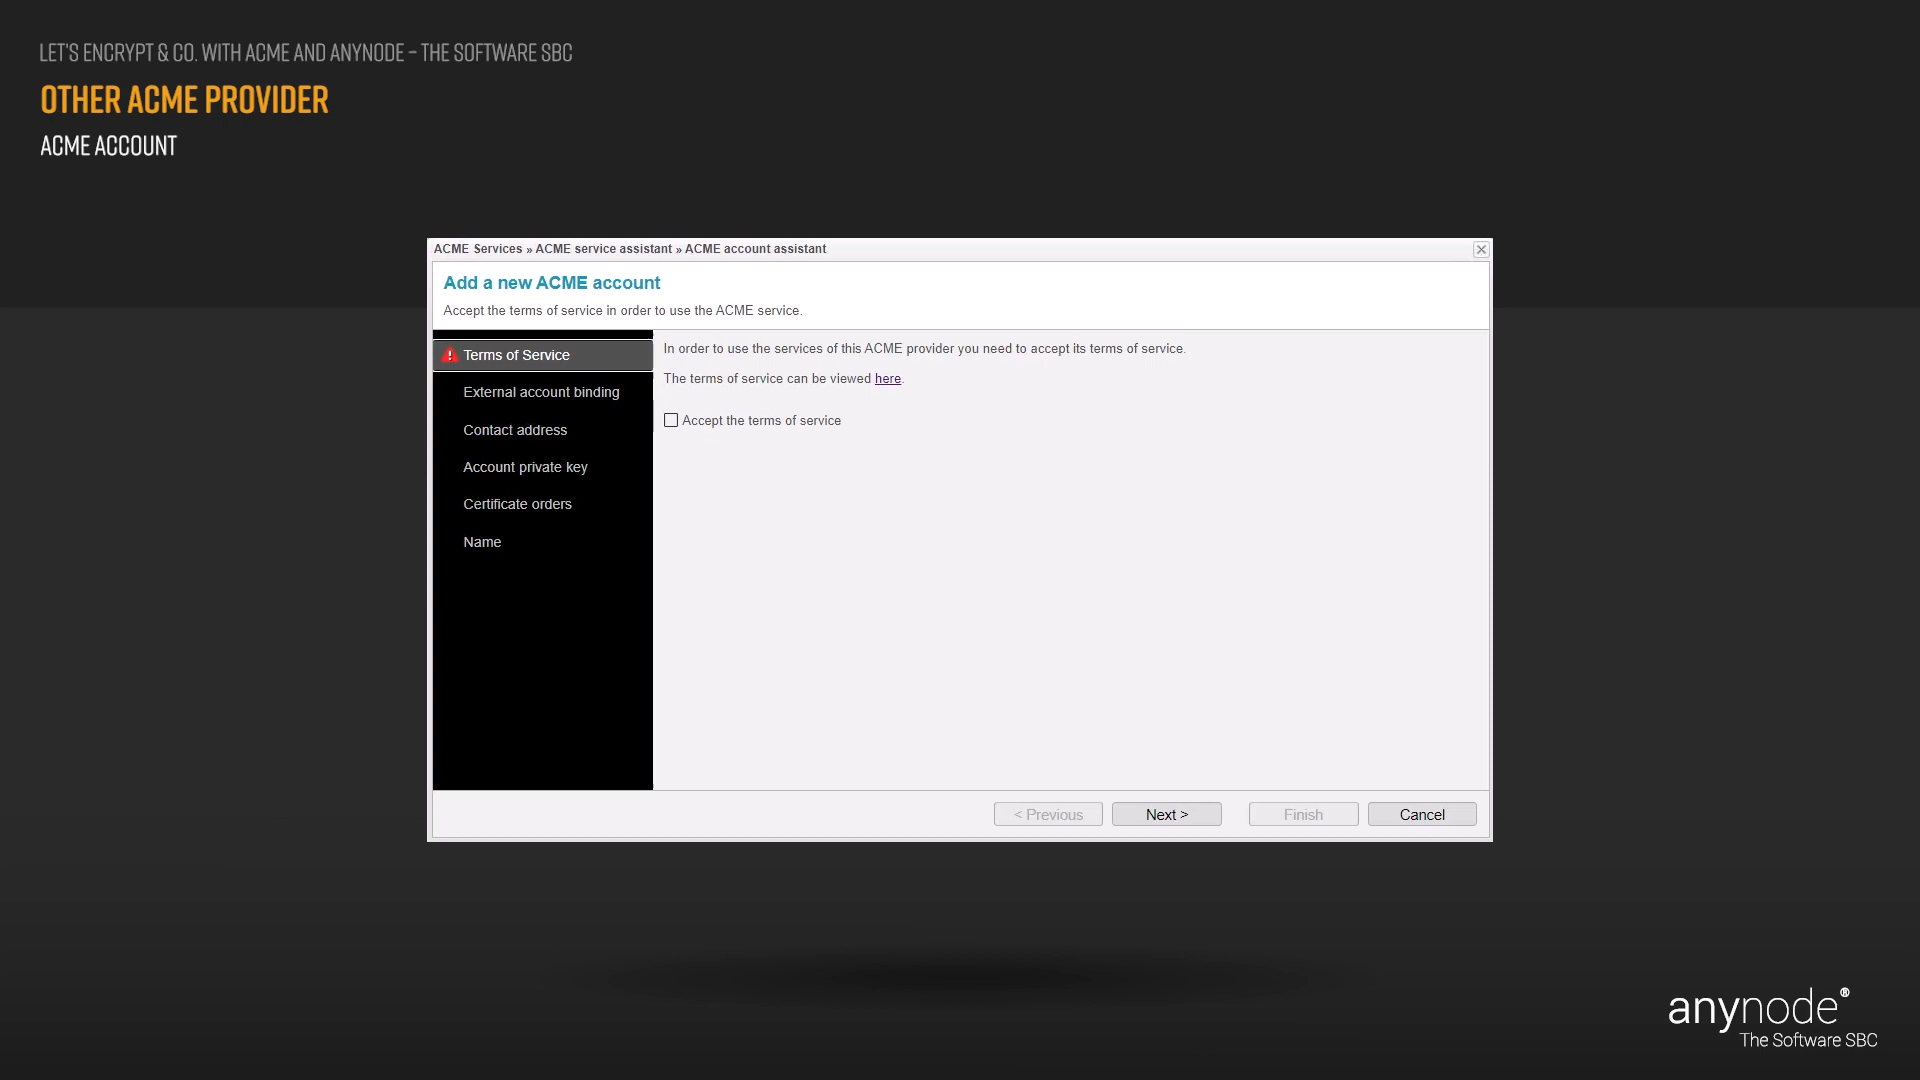 LET'S ENCRYPT & CO. WITH ACME AND ANYNODE – THE SOFTWARE SBC
OTHER ACME PROVIDER
ACME ACCOUNT
ACME Services » ACME service assistant » ACME account assistant
Add a new ACME account
Accept the terms of service in order to use the ACME service.
Terms of Service
External account binding
Contact address
Account private key
Certificate orders
Name
In order to use the services of this ACME provider you need to accept its terms of service.
The terms of service can be viewed here.
Accept the terms of service
< Previous
Next >
Finish
Cancel
anynode®
The Software SBC